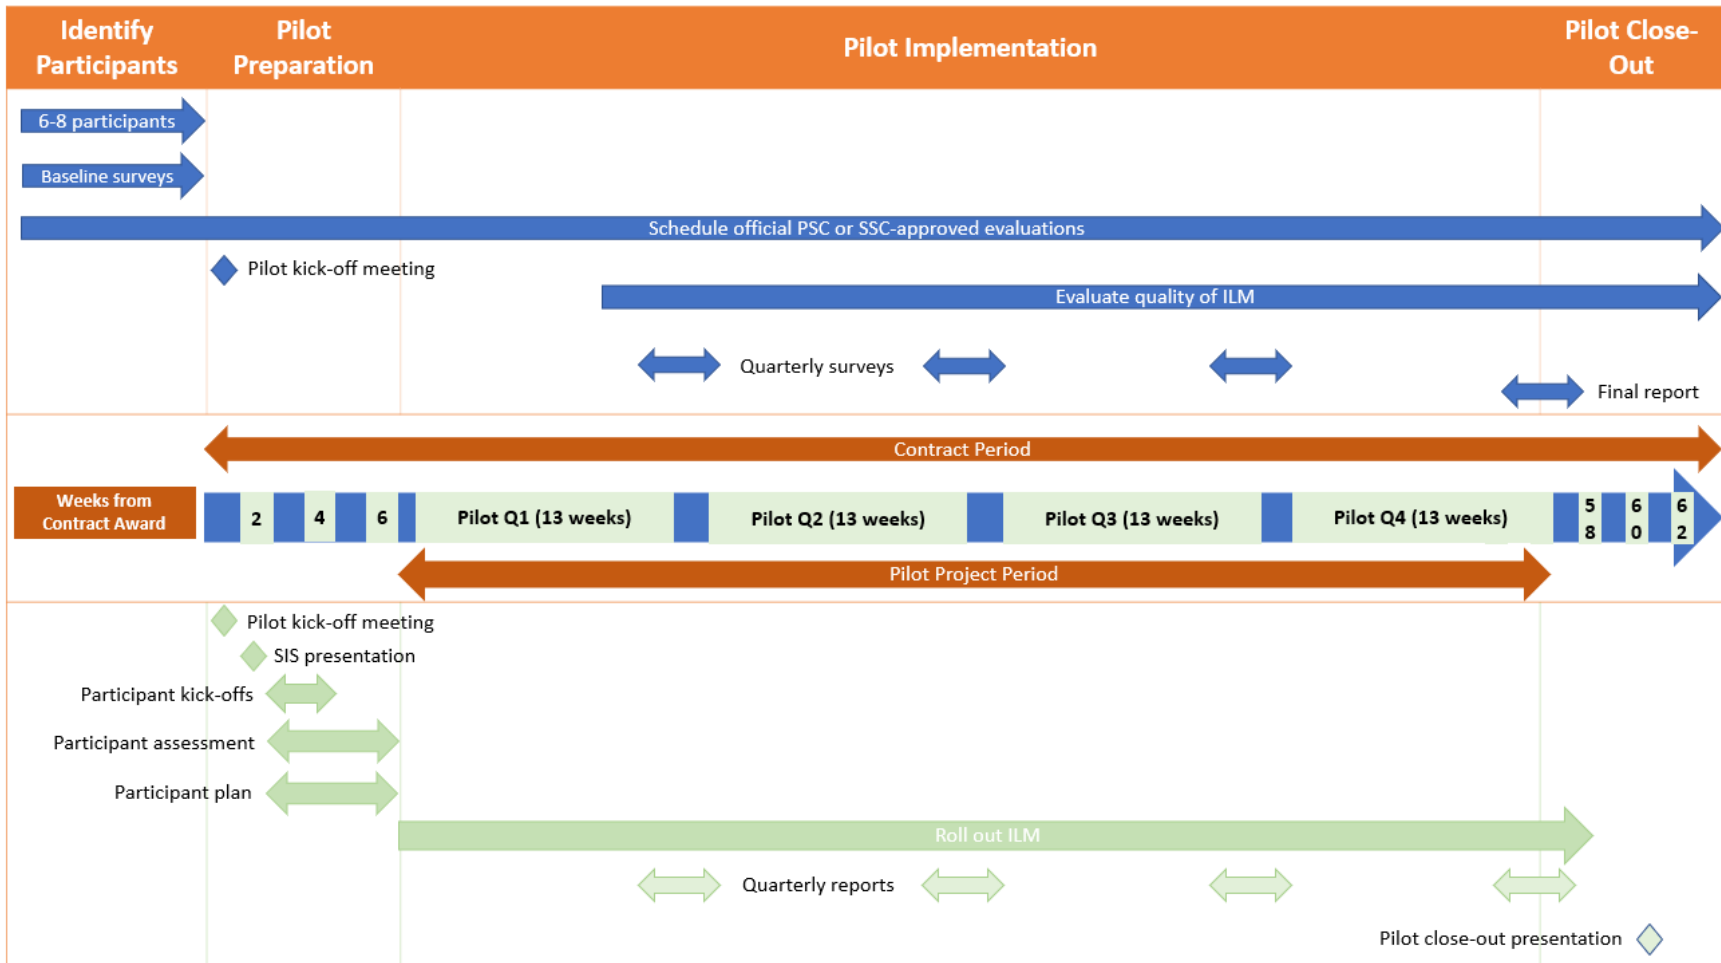 Identify
Participants
Pilot
Preparation
Pilot Implementation
Pilot Close-
Out
6-8 participants
Baseline surveys
Schedule official PSC or SSC-approved evaluations
Pilot kick-off meeting
Evaluate quality of ILM
Quarterly surveys
Final report
Contract Period
Weeks from
Contract Award
2
4
6
Pilot Q1 (13 weeks)
Pilot Q2 (13 weeks)
Pilot Q3 (13 weeks)
Pilot Q4 (13 weeks)
5
8
6
0
6
2
Pilot Project Period
Pilot kick-off meeting
SIS presentation
Participant kick-offs
Participant assessment
Participant plan
Roll out ILM
Quarterly reports
Pilot close-out presentation